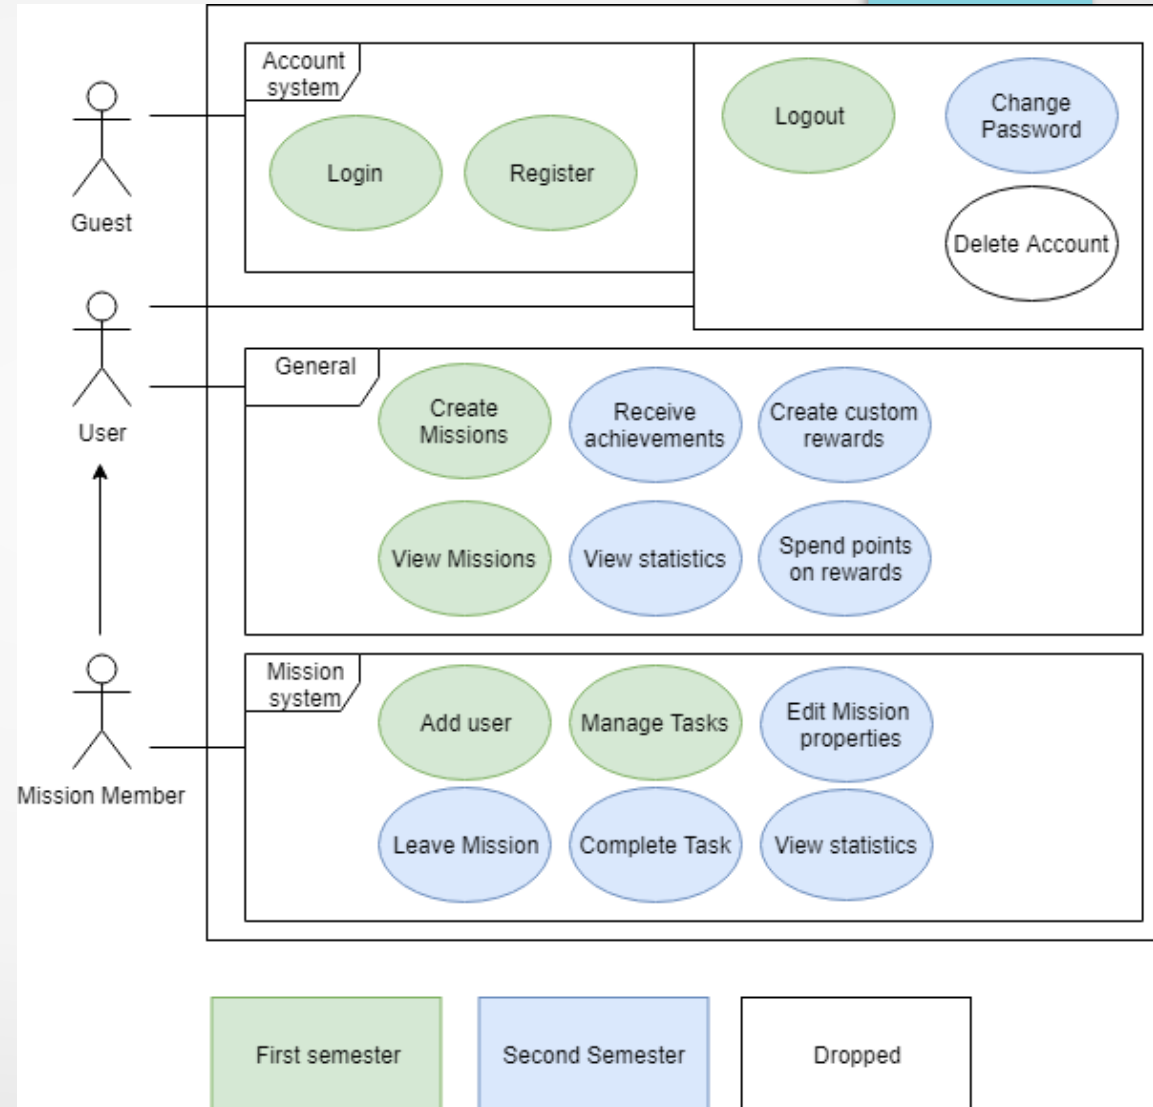 Account
system
Login
Register
Logout
Change
Password
Delete Account
Guest
User
General
Create
Missions
Receive
achievements
Create custom
rewards
View Missions
View statistics
Spend points
on rewards
Mission
system
Add user
Manage Tasks
Edit Mission
properties
Leave Mission
Complete Task
View statistics
Mission Member
First semester
Second Semester
Dropped